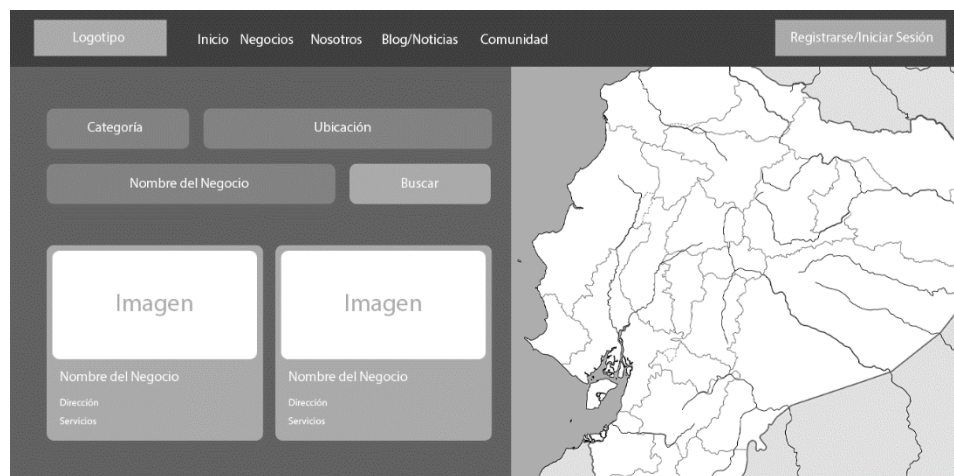 Logotipo
Inicio Negocios Nosotros Blog/Noticias Comunidad
Registrarse/Iniciar Sesión
Categoría
Ubicación
Nombre del Negocio
Buscar
Imagen
Nombre del Negocio
Dirección
Servicios
Imagen
Nombre del Negocio
Dirección
Servicios